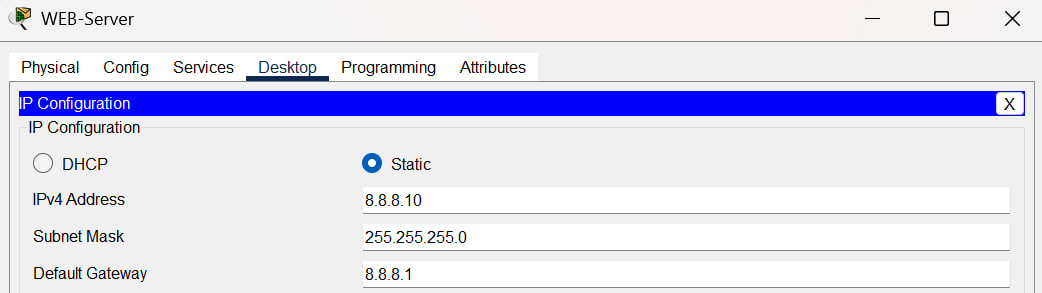 WEB-Server
Physical Config Services Desktop Programming Attributes
IP Configuration X
IP Configuration
DHCP Static
IPv4 Address 8.8.8.10
Subnet Mask 255.255.255.0
Default Gateway 8.8.8.1